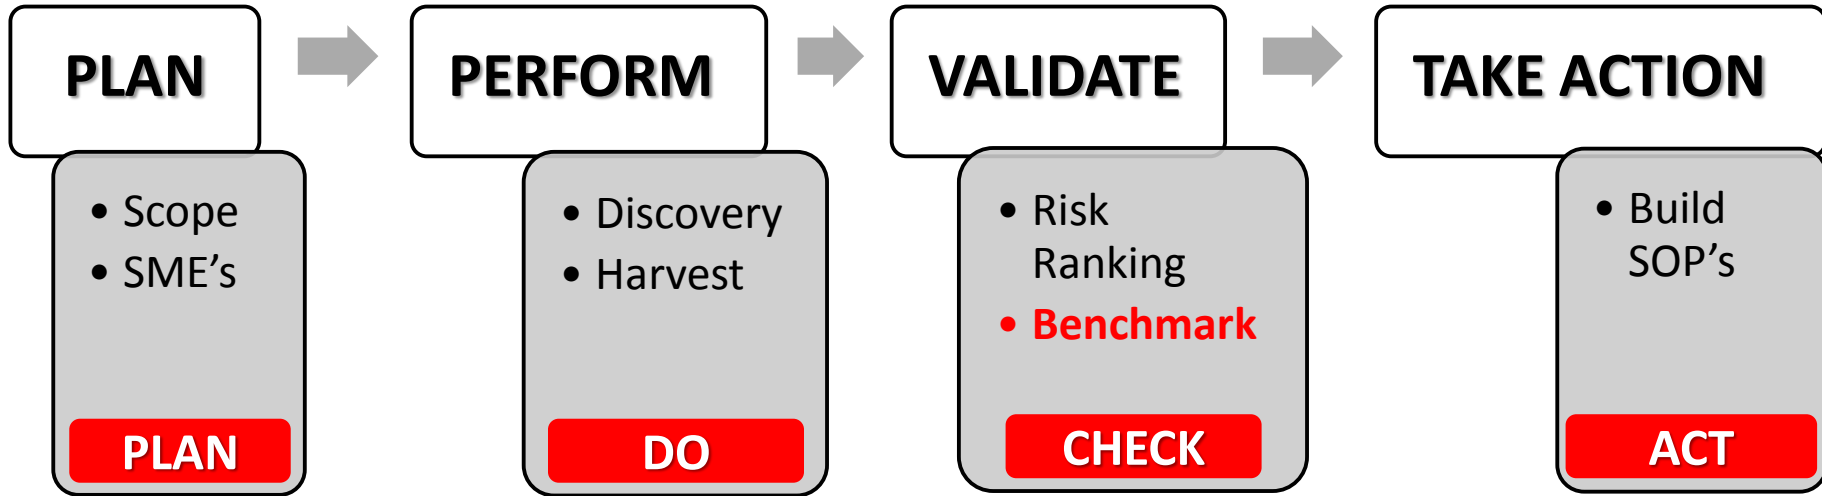 PLAN
• Scope
• SME's
PLAN
PERFORM
• Discovery
• Harvest
DO
VALIDATE
• Risk
Ranking
• Benchmark
CHECK
TAKE ACTION
• Build
SOP's
ACT